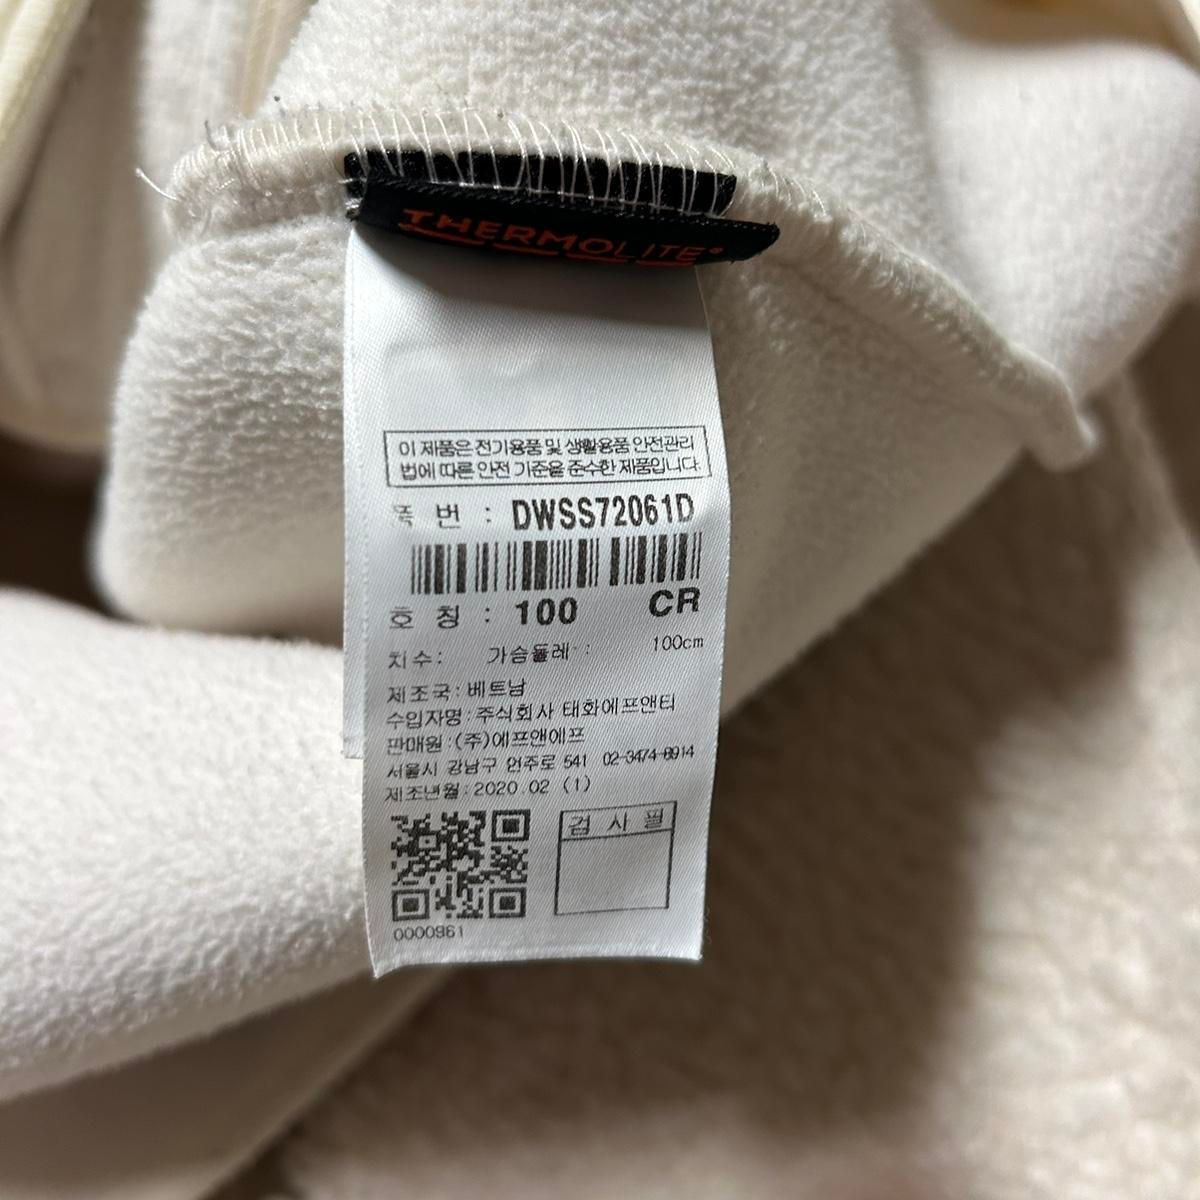 THERMOLITE®
이 제품은 전기용품 및 생활용품 안전관리
법에 따른 안전 기준을 준수한 제품입니다.
품 번 : DWSS72061D
호 칭 : 100 CR
치수: 가슴둘레 : 100cm
제조국 : 베트남
수입자명 : 주식회사 태화에프앤티
판매원 : (주)에프앤에프
서울시 강남구 언주로 541 02-3474-8914
제조년월 : 2020.02 (1)
검 사 필
0000961